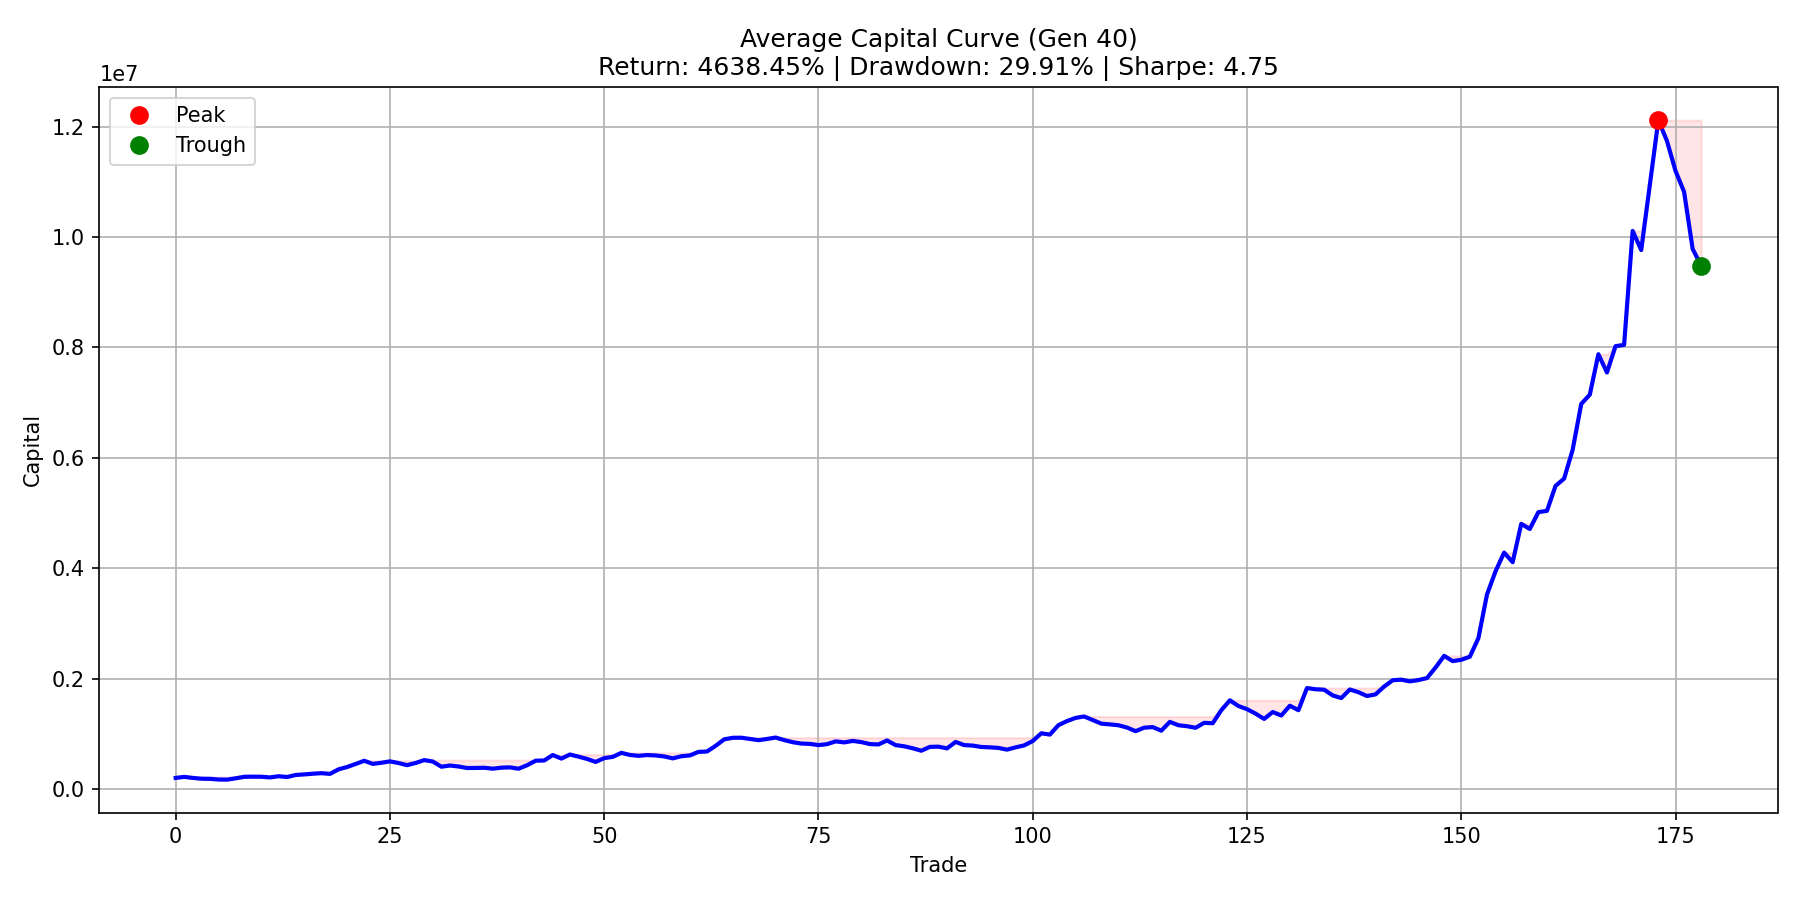 Average Capital Curve (Gen 40)
Return: 4638.45% | Drawdown: 29.91% | Sharpe: 4.75
1e7
Peak
Trough
1.2
1.0
0.8
0.6
0.4
0.2
0.0
Capital
0 25 50 75 100 125 150 175
Trade